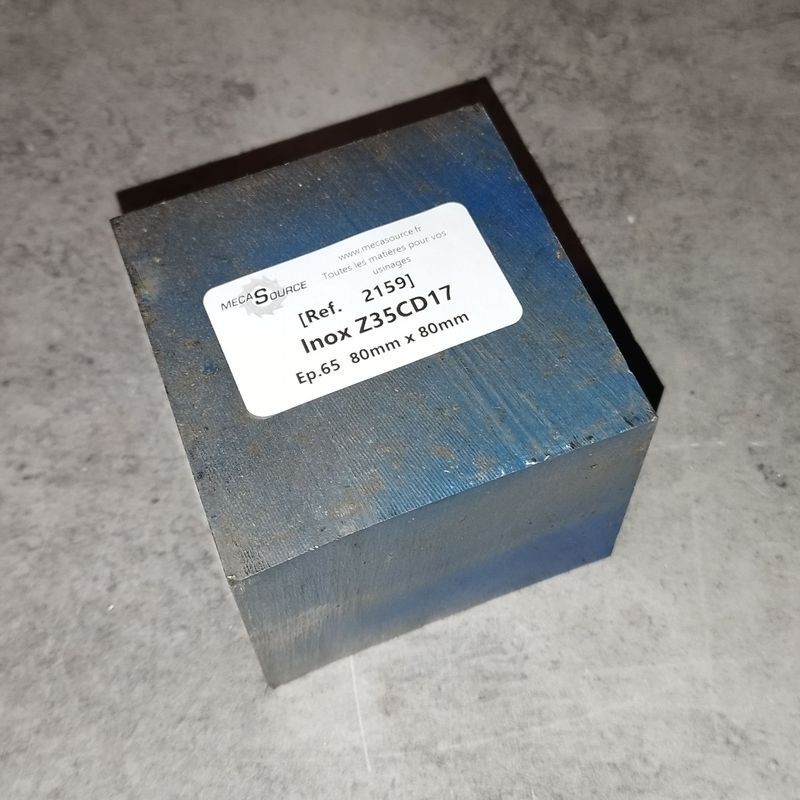 MECASOURCE
www.mecasource.fr
Toutes les matières pour vos
usinages
[Ref. 2159]
Inox Z35CD17
Ep.65 80mm x 80mm